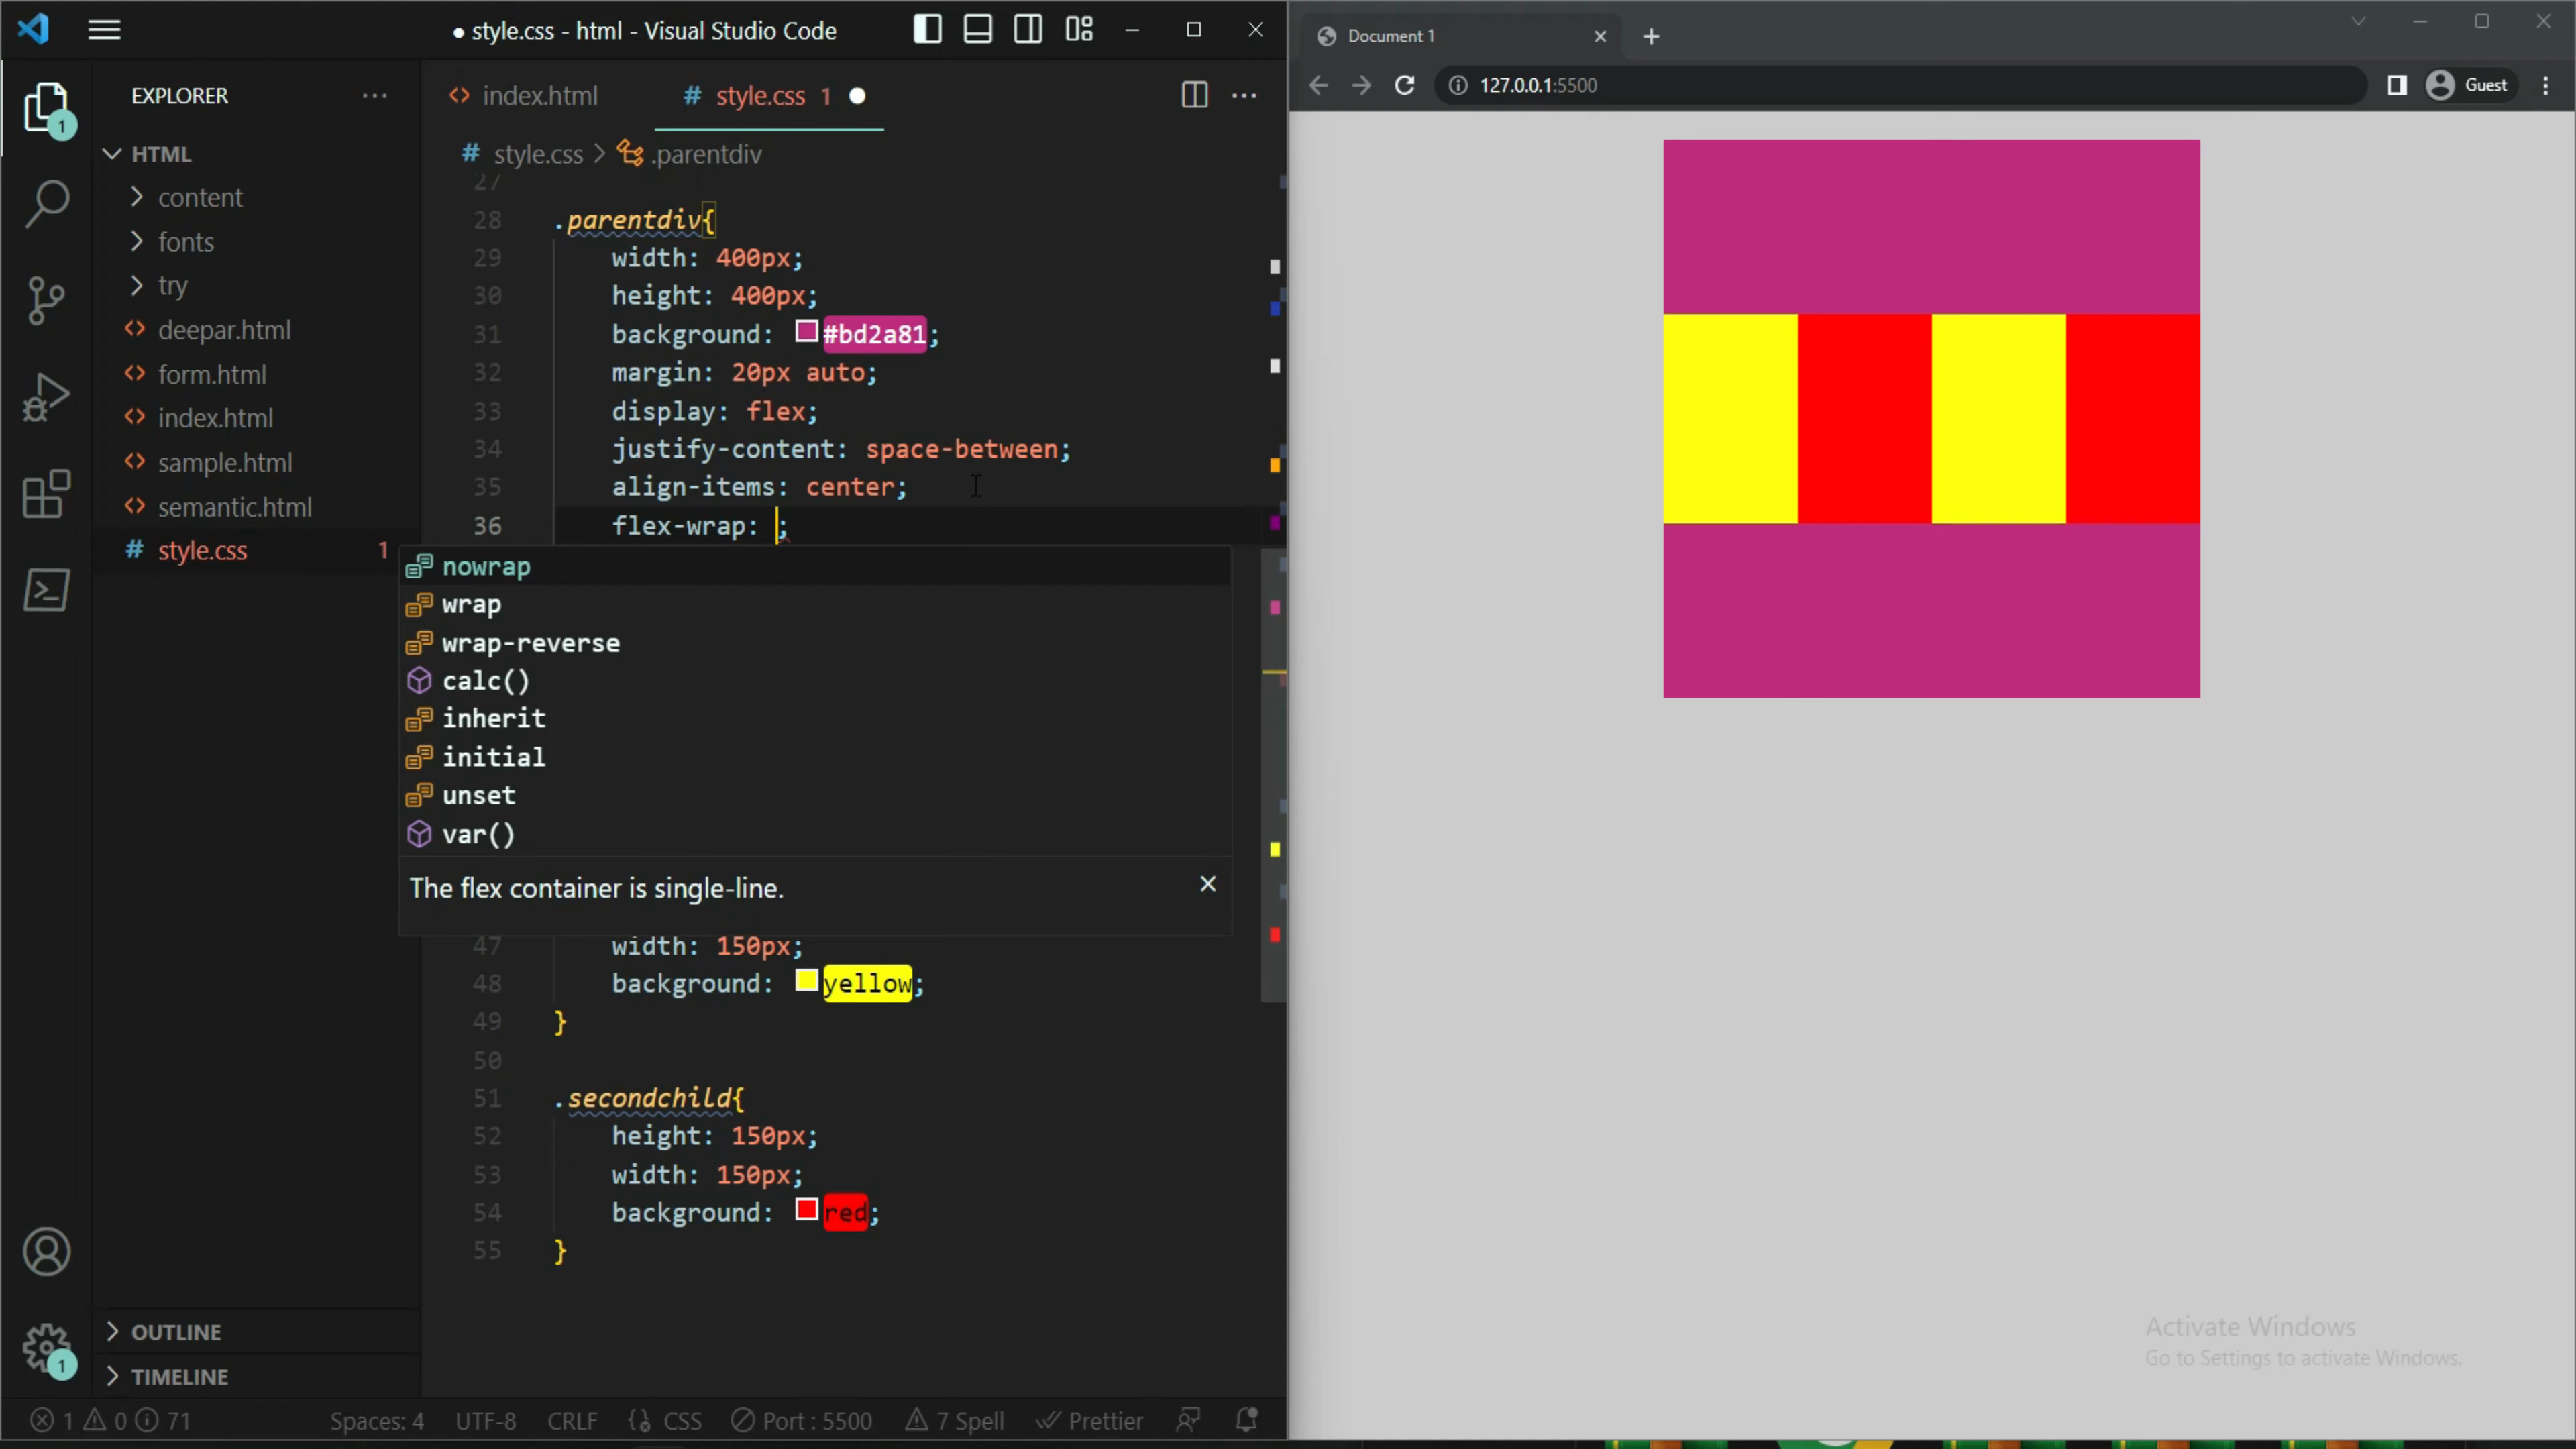 style.css - html - Visual Studio Code
EXPLORER
HTML
content
fonts
try
deepar.html
form.html
index.html
sample.html
semantic.html
style.css 1
OUTLINE
TIMELINE
1
1
index.html
style.css 1
style.css > .parentdiv
27
28 .parentdiv{
29 width: 400px;
30 height: 400px;
31 background: #bd2a81;
32 margin: 20px auto;
33 display: flex;
34 justify-content: space-between;
35 align-items: center;
36 flex-wrap: ;
nowrap
wrap
wrap-reverse
calc()
inherit
initial
unset
var()
The flex container is single-line.
47 width: 150px;
48 background: yellow;
49 }
50
51 .secondchild{
52 height: 150px;
53 width: 150px;
54 background: red;
55 }
1 0 71 Spaces: 4 UTF-8 CRLF CSS Port : 5500 7 Spell Prettier
Document 1
127.0.0.1:5500
Guest
Activate Windows
Go to Settings to activate Windows.